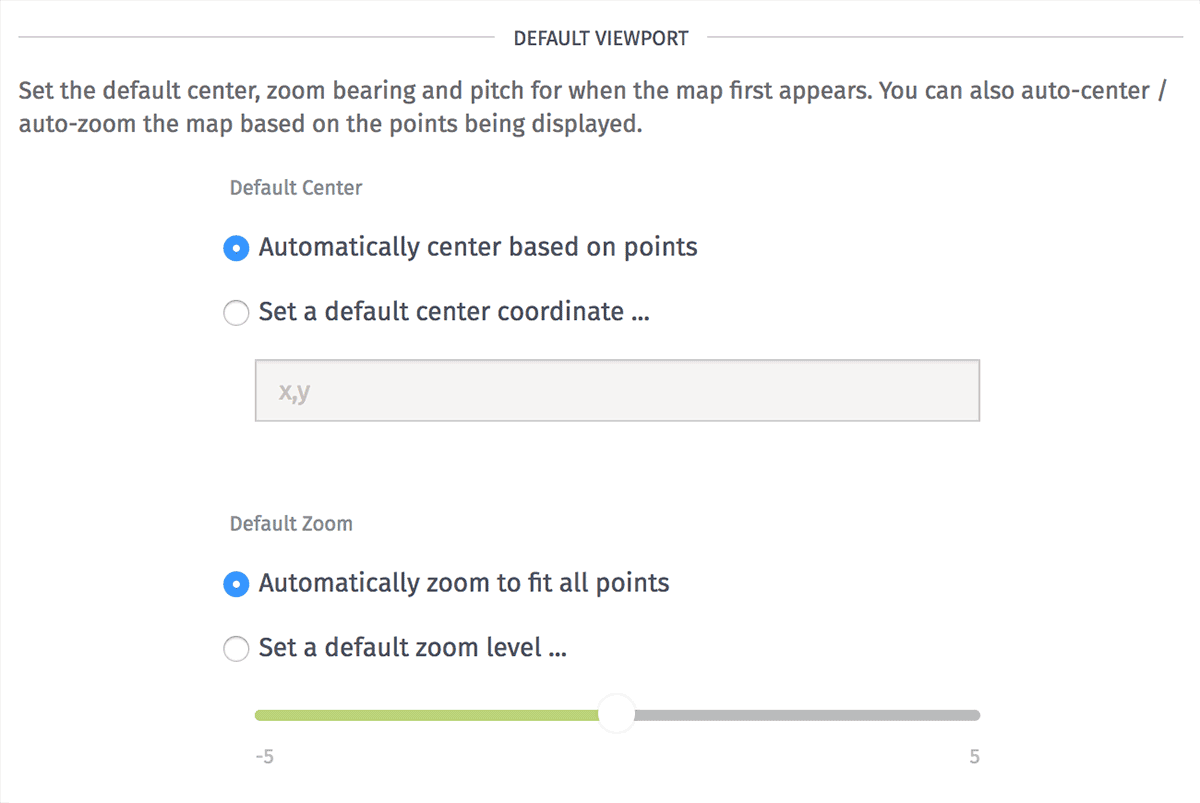 DEFAULT VIEWPORT
Set the default center, zoom bearing and pitch for when the map first appears. You can also auto-center /
auto-zoom the map based on the points being displayed.
Default Center
Automatically center based on points
Set a default center coordinate ...
x,y
Default Zoom
Automatically zoom to fit all points
Set a default zoom level ...
-5 5